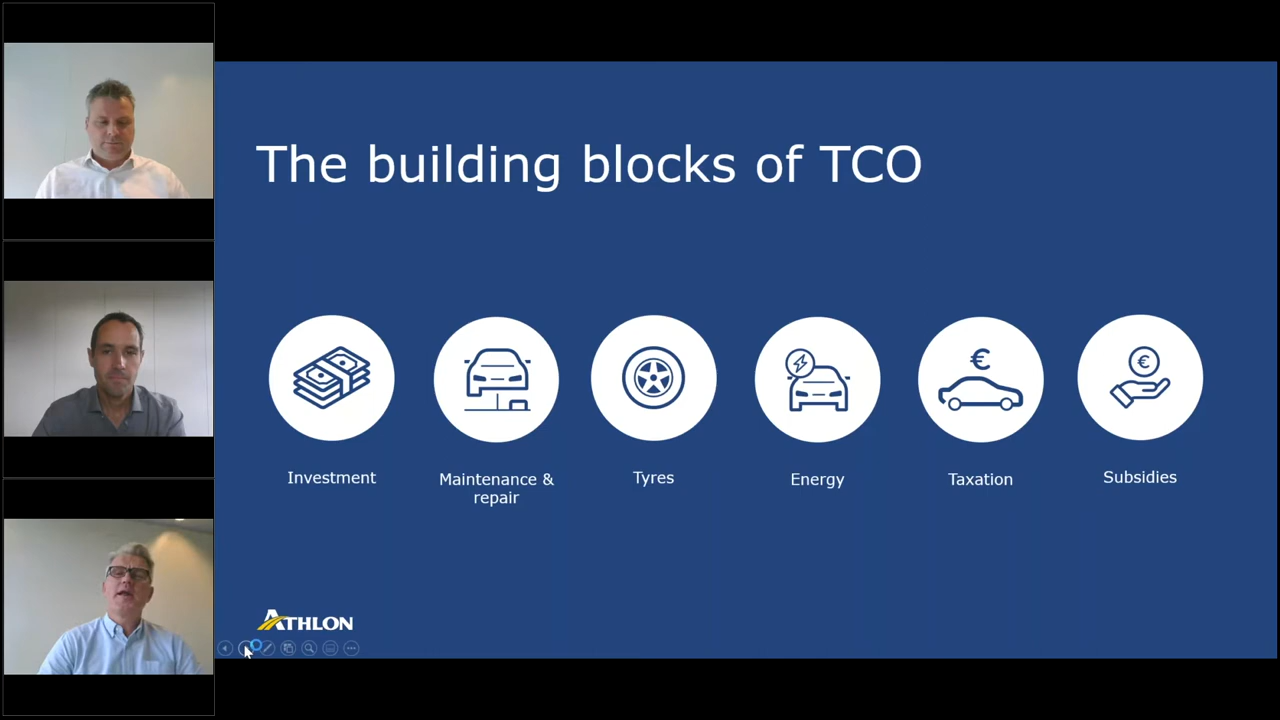 The building blocks of TCO
€
€
Investment
Maintenance &
repair
Tyres
Energy
Taxation
Subsidies
ATHLON